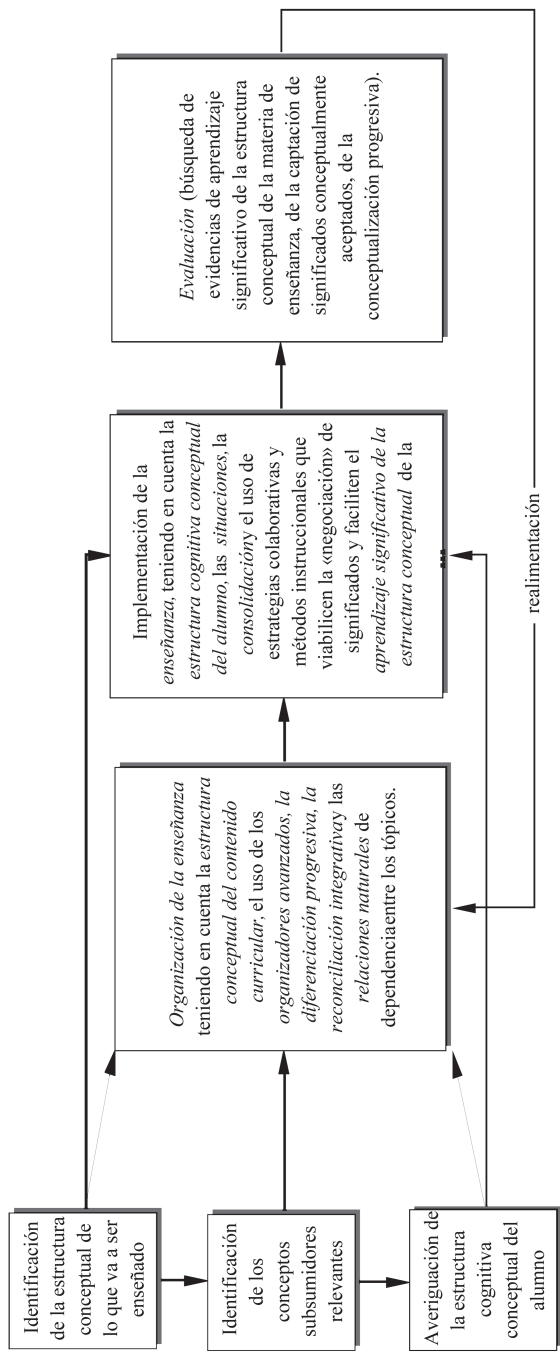 Identificación
de la estructura
conceptual de
lo que va a ser
enseñado
Identificación
de los
conceptos
subsumidores
relevantes
Averiguación de
la estructura
cognitiva
conceptual del
alumno
Organización de la enseñanza
teniendo en cuenta la estructura
conceptual del contenido
curricular, el uso de los
organizadores avanzados, la
diferenciación progresiva, la
reconciliación integrativay las
relaciones naturales de
dependenciaentre los tópicos.
Implementación de la
enseñanza, teniendo en cuenta la
estructura cognitiva conceptual
del alumno, las situaciones, la
consolidacióny el uso de
estrategias colaborativas y
métodos instruccionales que
viabilicen la «negociación» de
significados y faciliten el
aprendizaje significativo de la
estructura conceptual de la
Evaluación (búsqueda de
evidencias de aprendizaje
significativo de la estructura
conceptual de la materia de
enseñanza, de la captación de
significados conceptualmente
aceptados, de la
conceptualización progresiva).
realimentación